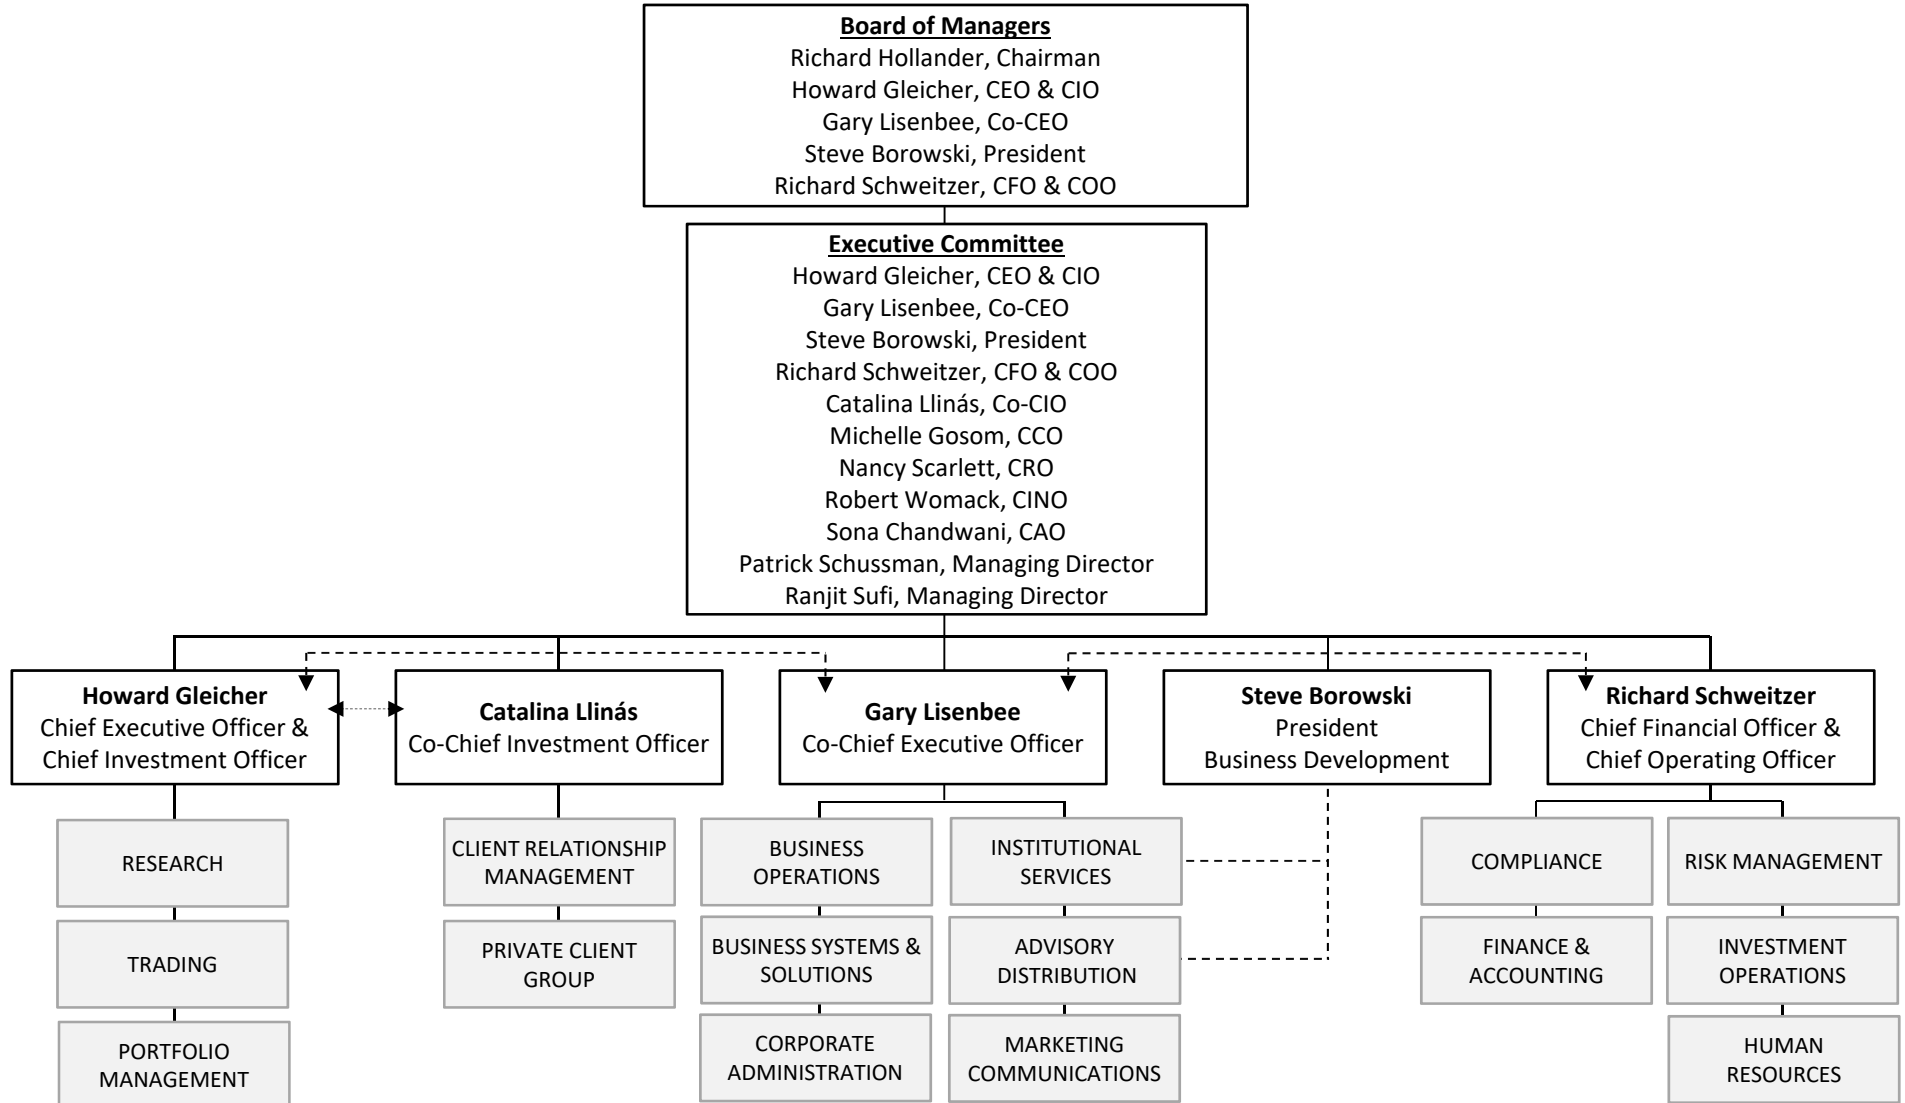 Board of Managers
Richard Hollander, Chairman
Howard Gleicher, CEO & CIO
Gary Lisenbee, Co-CEO
Steve Borowski, President
Richard Schweitzer, CFO & COO
Executive Committee
Howard Gleicher, CEO & CIO
Gary Lisenbee, Co-CEO
Steve Borowski, President
Richard Schweitzer, CFO & COO
Catalina Llinás, Co-CIO
Michelle Gosom, CCO
Nancy Scarlett, CRO
Robert Womack, CINO
Sona Chandwani, CAO
Patrick Schussman, Managing Director
Ranjit Sufi, Managing Director
Howard Gleicher
Chief Executive Officer &
Chief Investment Officer
Catalina Llinás
Co-Chief Investment Officer
Gary Lisenbee
Co-Chief Executive Officer
Steve Borowski
President
Business Development
Richard Schweitzer
Chief Financial Officer &
Chief Operating Officer
RESEARCH
TRADING
PORTFOLIO
MANAGEMENT
CLIENT RELATIONSHIP
MANAGEMENT
PRIVATE CLIENT
GROUP
BUSINESS
OPERATIONS
BUSINESS SYSTEMS &
SOLUTIONS
CORPORATE
ADMINISTRATION
INSTITUTIONAL
SERVICES
ADVISORY
DISTRIBUTION
MARKETING
COMMUNICATIONS
COMPLIANCE
FINANCE &
ACCOUNTING
RISK MANAGEMENT
INVESTMENT
OPERATIONS
HUMAN
RESOURCES